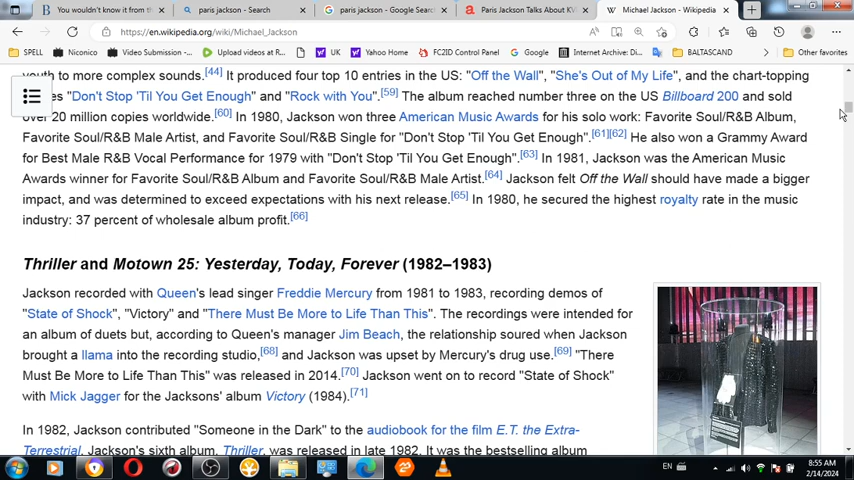 You wouldn't know it from th
paris jackson - Search
paris jackson - Google Searc
Paris Jackson Talks About KV
Michael Jackson - Wikipedia
https://en.wikipedia.org/wiki/Michael_Jackson
SPELL
Niconico
Video Submission -...
Upload videos at R...
UK
Yahoo Home
FC2ID Control Panel
Google
Internet Archive: Di...
BALTASCAND
Other favorites
youth to more complex sounds.[44] It produced four top 10 entries in the US: "Off the Wall", "She's Out of My Life", and the chart-topping
"Don't Stop 'Til You Get Enough" and "Rock with You".[59] The album reached number three on the US Billboard 200 and sold
over 20 million copies worldwide.[60] In 1980, Jackson won three American Music Awards for his solo work: Favorite Soul/R&B Album,
Favorite Soul/R&B Male Artist, and Favorite Soul/R&B Single for "Don't Stop 'Til You Get Enough".[61][62] He also won a Grammy Award
for Best Male R&B Vocal Performance for 1979 with "Don't Stop 'Til You Get Enough".[63] In 1981, Jackson was the American Music
Awards winner for Favorite Soul/R&B Album and Favorite Soul/R&B Male Artist.[64] Jackson felt Off the Wall should have made a bigger
impact, and was determined to exceed expectations with his next release.[65] In 1980, he secured the highest royalty rate in the music
industry: 37 percent of wholesale album profit.[66]
Thriller and Motown 25: Yesterday, Today, Forever (1982–1983)
Jackson recorded with Queen's lead singer Freddie Mercury from 1981 to 1983, recording demos of
"State of Shock", "Victory" and "There Must Be More to Life Than This". The recordings were intended for
an album of duets but, according to Queen's manager Jim Beach, the relationship soured when Jackson
brought a llama into the recording studio,[68] and Jackson was upset by Mercury's drug use.[69] "There
Must Be More to Life Than This" was released in 2014.[70] Jackson went on to record "State of Shock"
with Mick Jagger for the Jacksons' album Victory (1984).[71]
In 1982, Jackson contributed "Someone in the Dark" to the audiobook for the film E.T. the Extra-
Terrestrial. Jackson's sixth album, Thriller, was released in late 1982. It was the bestselling album
EN
8:55 AM
2/14/2024